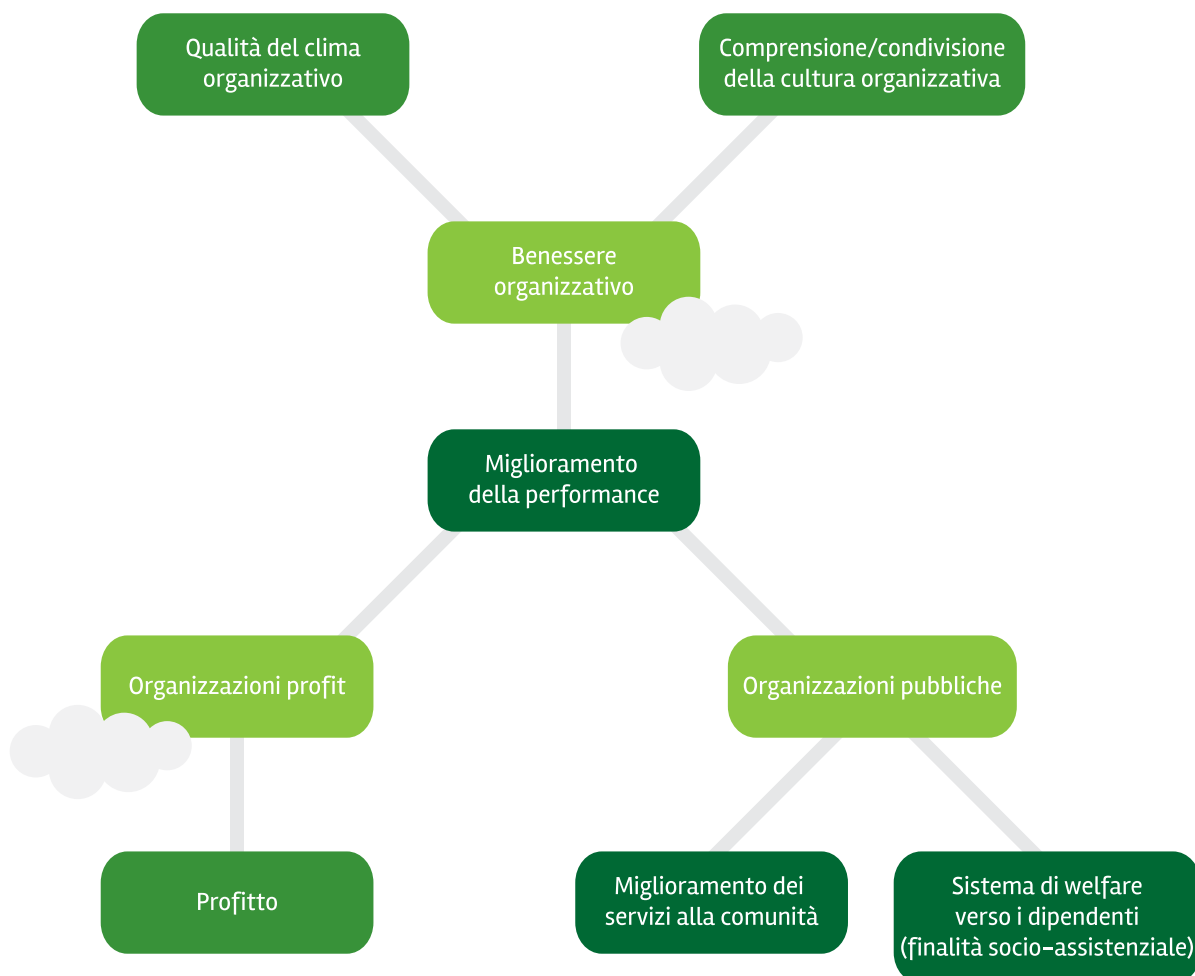 Qualità del clima
organizzativo
Comprensione/condivisione
della cultura organizzativa
Benessere
organizzativo
Miglioramento
della performance
Organizzazioni profit
Organizzazioni pubbliche
Profitto
Miglioramento dei
servizi alla comunità
Sistema di welfare
verso i dipendenti
(finalità socio-assistenziale)